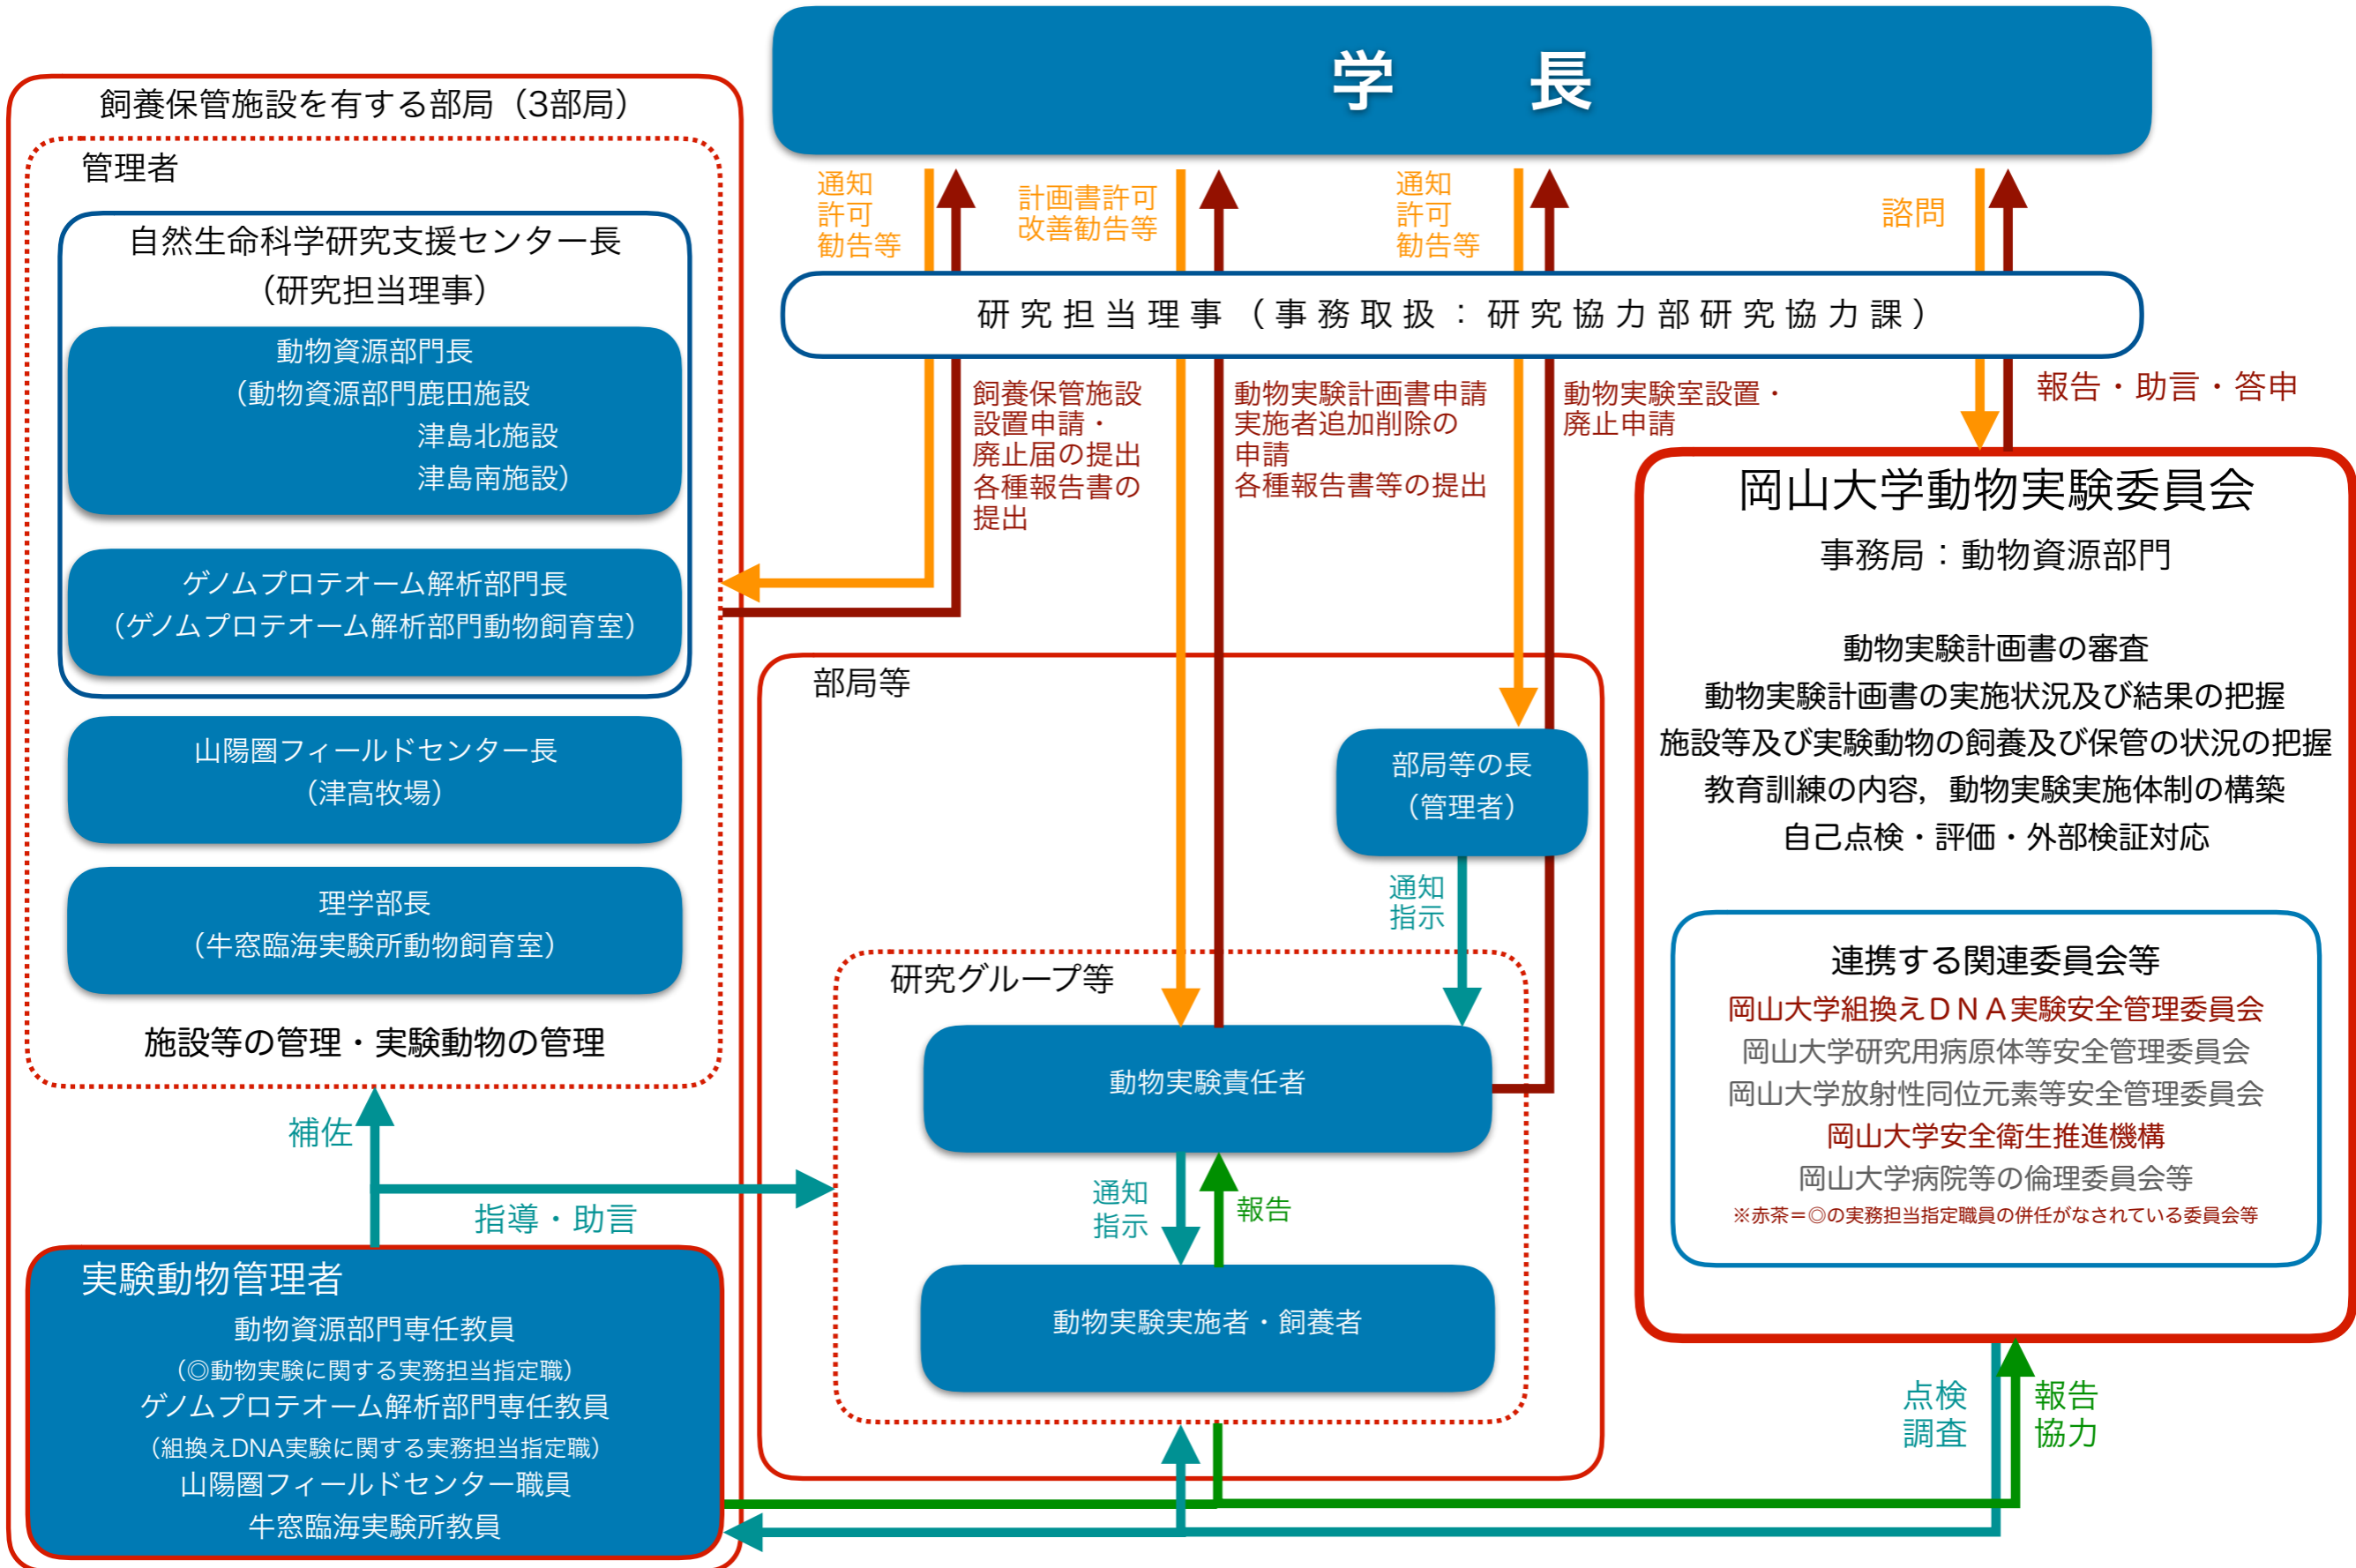 学 長
飼養保管施設を有する部局（3部局）
管理者
自然生命科学研究支援センター長
（研究担当理事）
動物資源部門長
（動物資源部門鹿田施設
津島北施設
津島南施設）
ゲノムプロテオーム解析部門長
（ゲノムプロテオーム解析部門動物飼育室）
山陽圏フィールドセンター長
（津高牧場）
理学部長
（牛窓臨海実験所動物飼育室）
施設等の管理・実験動物の管理
補佐
指導・助言
実験動物管理者
動物資源部門専任教員
（◎動物実験に関する実務担当指定職）
ゲノムプロテオーム解析部門専任教員
（組換えDNA実験に関する実務担当指定職）
山陽圏フィールドセンター職員
牛窓臨海実験所教員
通知
許可
勧告等
計画書許可
改善勧告等
通知
許可
勧告等
諮問
研究担当理事（事務取扱：研究協力部研究協力課）
飼養保管施設
設置申請・
廃止届の提出
各種報告書の
提出
動物実験計画書申請
実施者追加削除の
申請
各種報告書等の提出
動物実験室設置・
廃止申請
報告・助言・答申
部局等
部局等の長
（管理者）
通知
指示
研究グループ等
動物実験責任者
通知
指示
報告
動物実験実施者・飼養者
岡山大学動物実験委員会
事務局：動物資源部門
動物実験計画書の審査
動物実験計画書の実施状況及び結果の把握
施設等及び実験動物の飼養及び保管の状況の把握
教育訓練の内容，動物実験実施体制の構築
自己点検・評価・外部検証対応
連携する関連委員会等
岡山大学組換えＤＮＡ実験安全管理委員会
岡山大学研究用病原体等安全管理委員会
岡山大学放射性同位元素等安全管理委員会
岡山大学安全衛生推進機構
岡山大学病院等の倫理委員会等
※赤茶＝◎の実務担当指定職員の併任がなされている委員会等
点検
調査
報告
協力